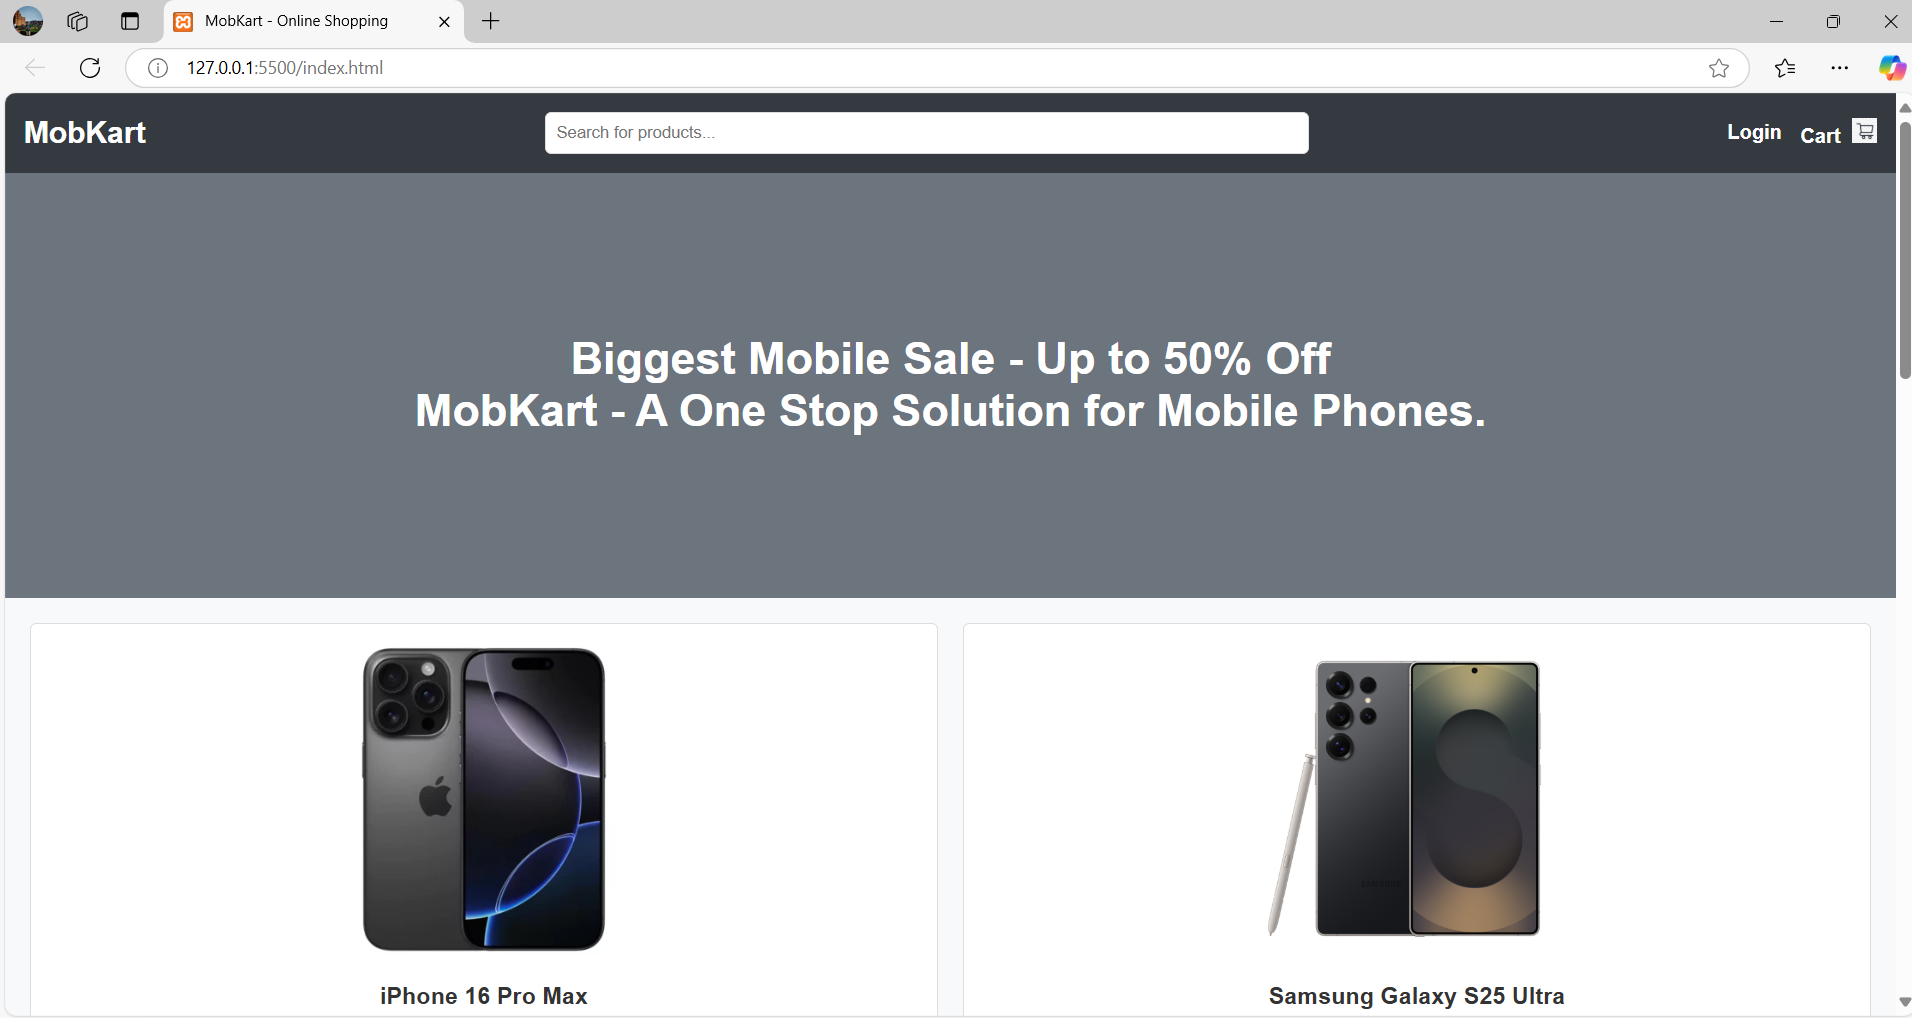 MobKart - Online Shopping
127.0.0.1:5500/index.html
MobKart
Search for products...
Login
Cart
Biggest Mobile Sale - Up to 50% Off
MobKart - A One Stop Solution for Mobile Phones.
SAMSUNG
iPhone 16 Pro Max
Samsung Galaxy S25 Ultra